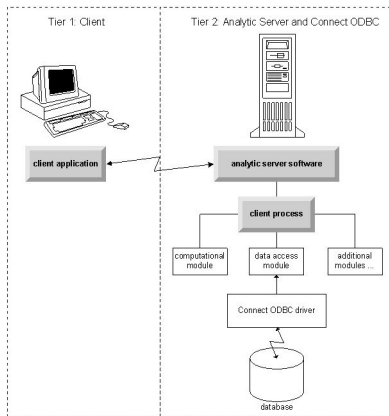 Tier 1: Client
Tier 2: Analytic Server and Connect ODBC
client application
analytic server software
client process
computational
module
data access
module
additional
modules ...
Connect ODBC driver
database